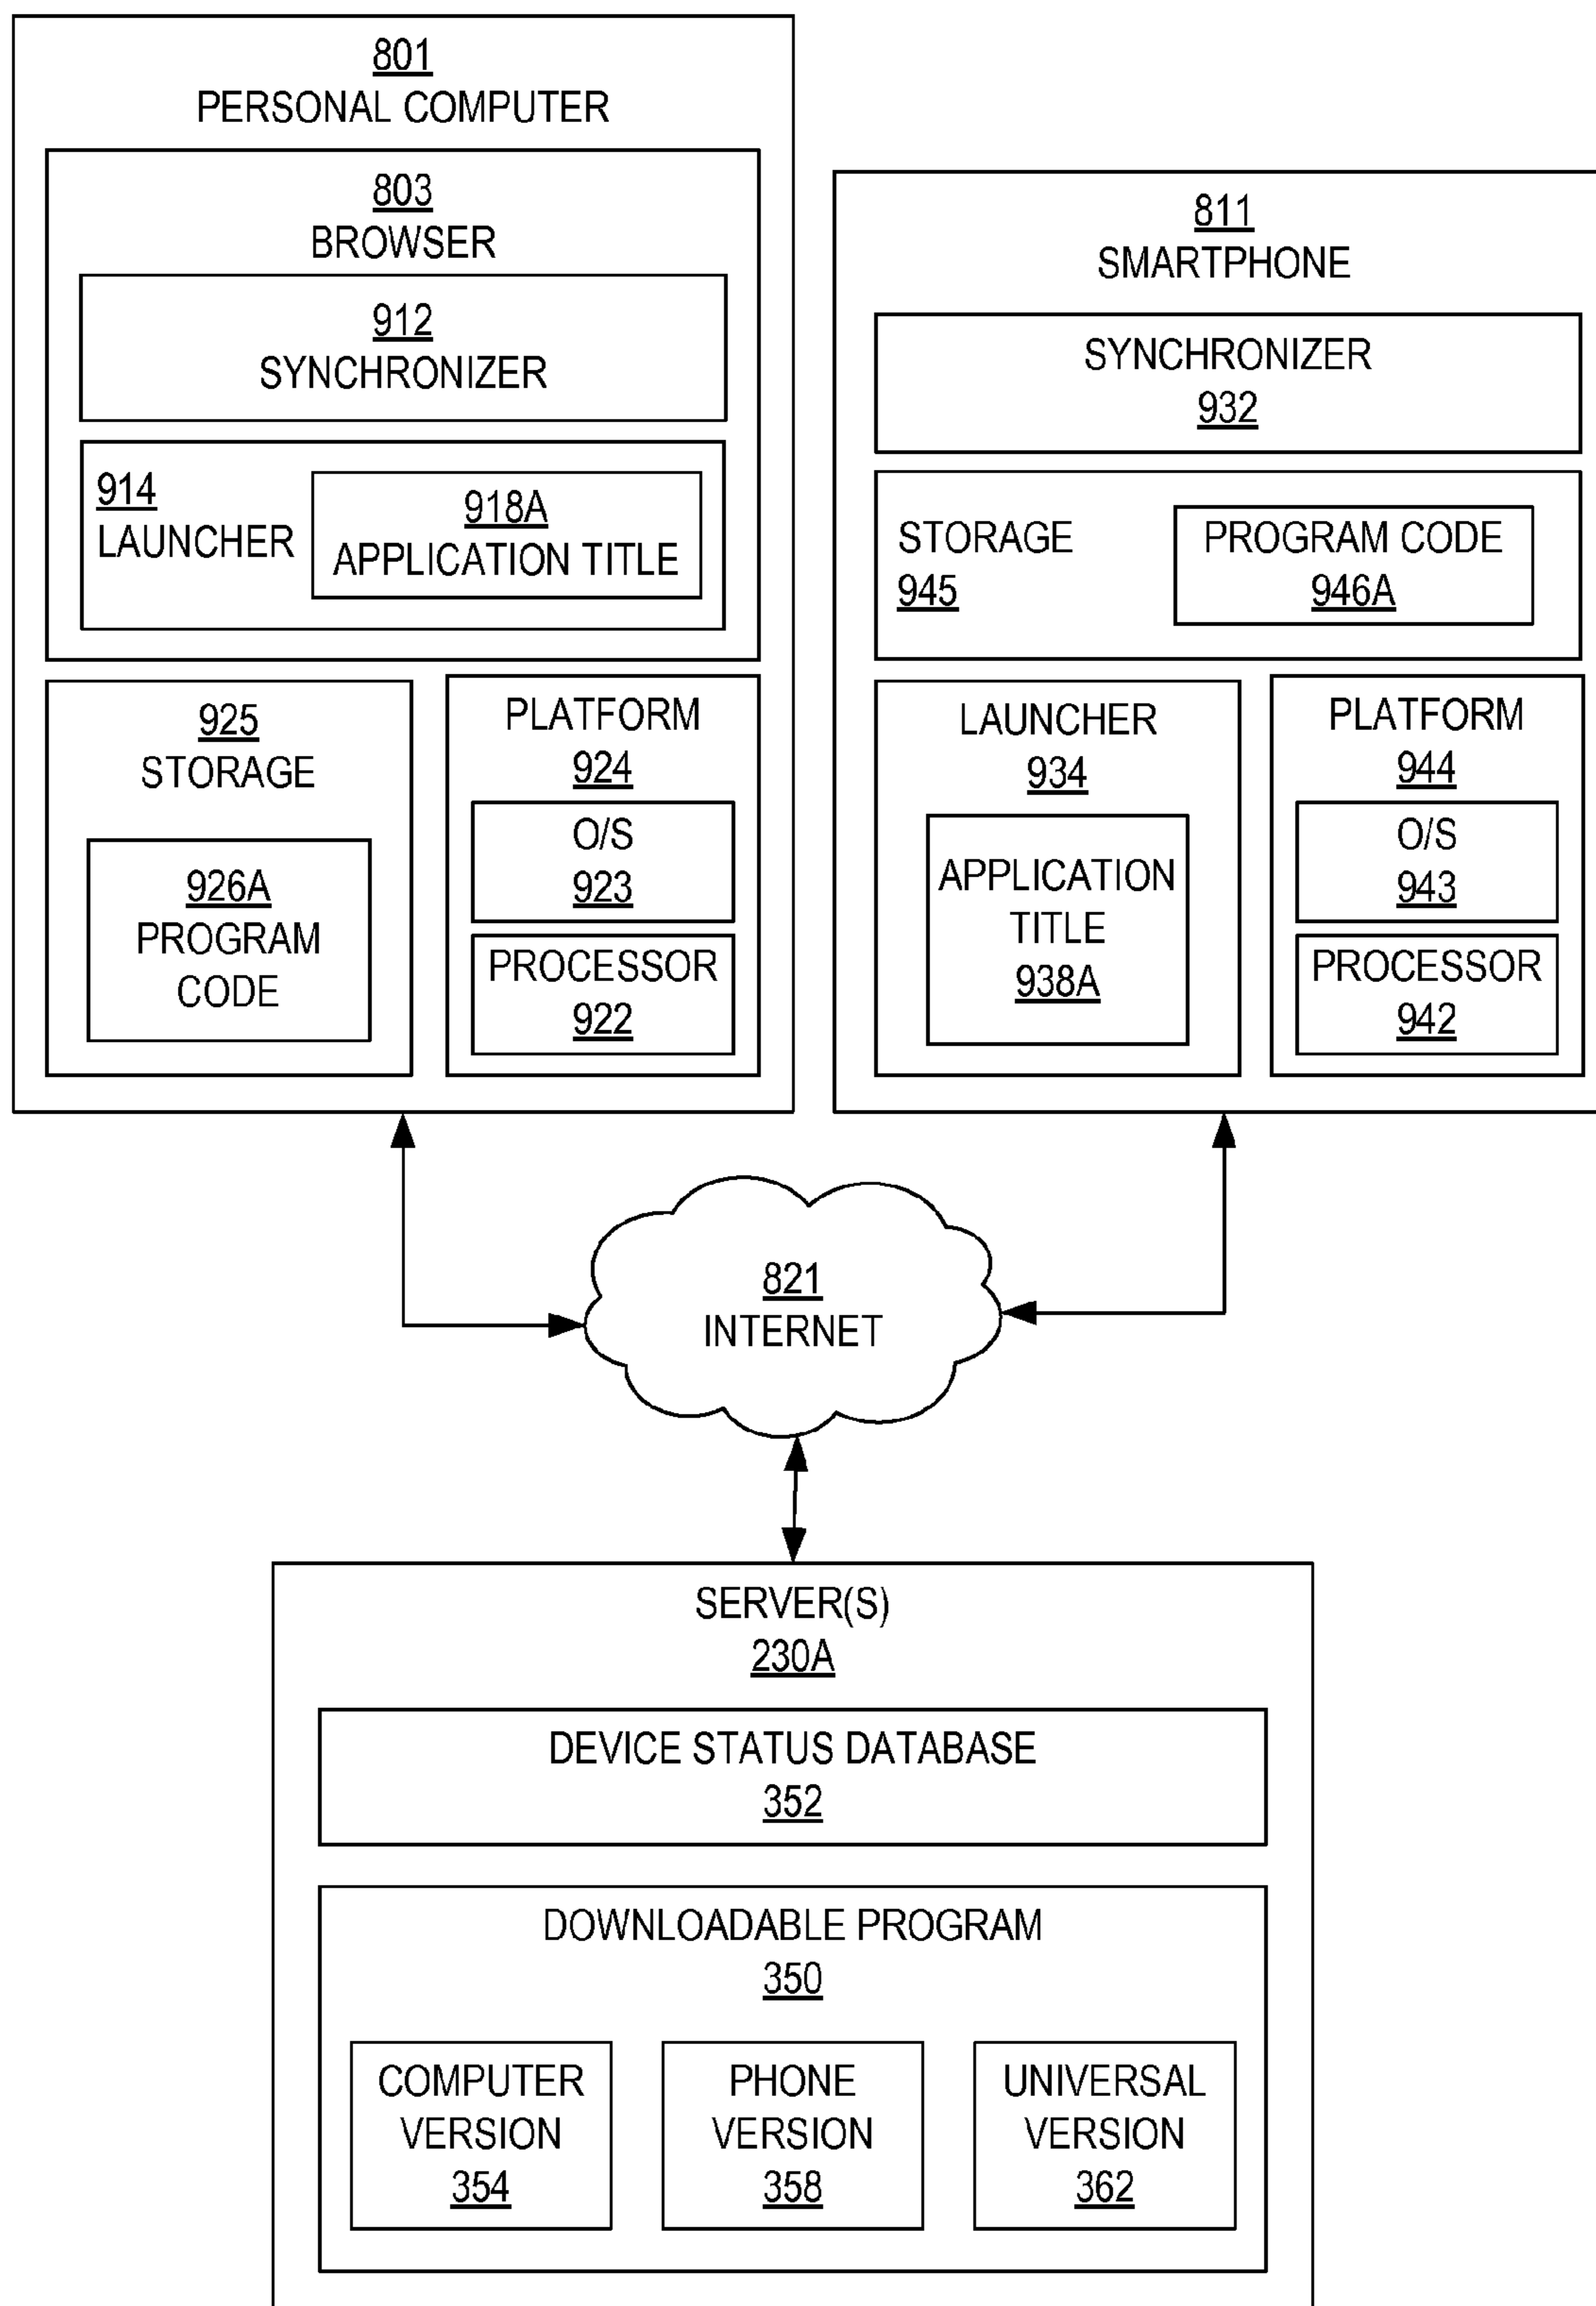 801
PERSONAL COMPUTER
803
BROWSER
912
SYNCHRONIZER
914
LAUNCHER
918A
APPLICATION TITLE
925
STORAGE
926A
PROGRAM
CODE
PLATFORM
924
O/S
923
PROCESSOR
922
811
SMARTPHONE
SYNCHRONIZER
932
STORAGE
945
PROGRAM CODE
946A
LAUNCHER
934
APPLICATION
TITLE
938A
PLATFORM
944
O/S
943
PROCESSOR
942
821
INTERNET
SERVER(S)
230A
DEVICE STATUS DATABASE
352
DOWNLOADABLE PROGRAM
350
COMPUTER
VERSION
354
PHONE
VERSION
358
UNIVERSAL
VERSION
362